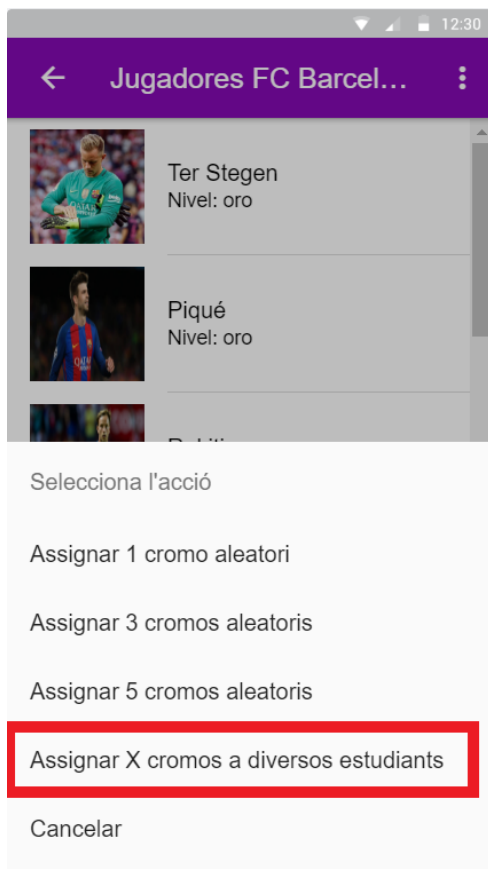 12:30
Jugadores FC Barcel...
Ter Stegen
Nivel: oro
Piqué
Nivel: oro
Selecciona l'acció
Assignar 1 cromo aleatori
Assignar 3 cromos aleatoris
Assignar 5 cromos aleatoris
Assignar X cromos a diversos estudiants
Cancelar